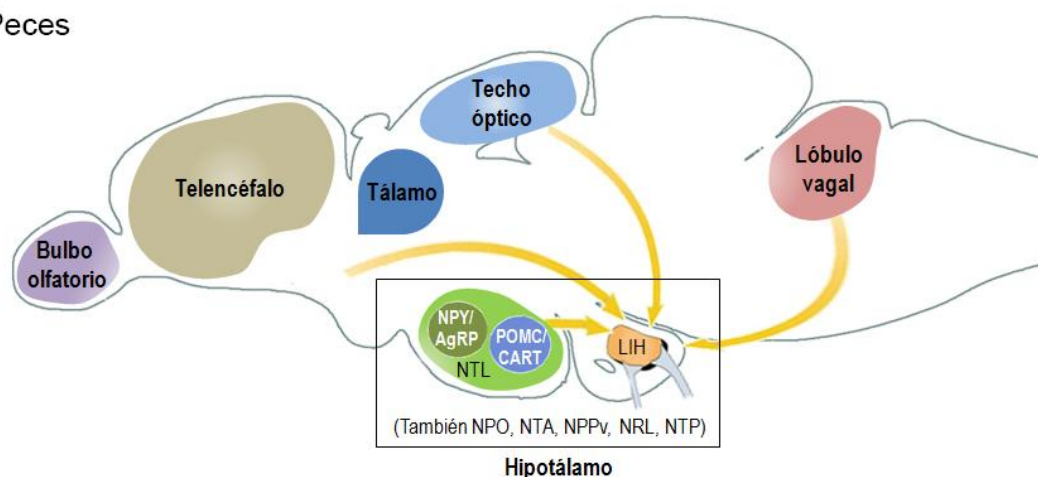 Peces
Techo
óptico
Telencéfalo
Tálamo
Lóbulo
vagal
Bulbo
olfatorio
NPY/
AgRP
POMC/
CART
NTL
LIH
(También NPO, NTA, NPPv, NRL, NTP)
Hipotálamo